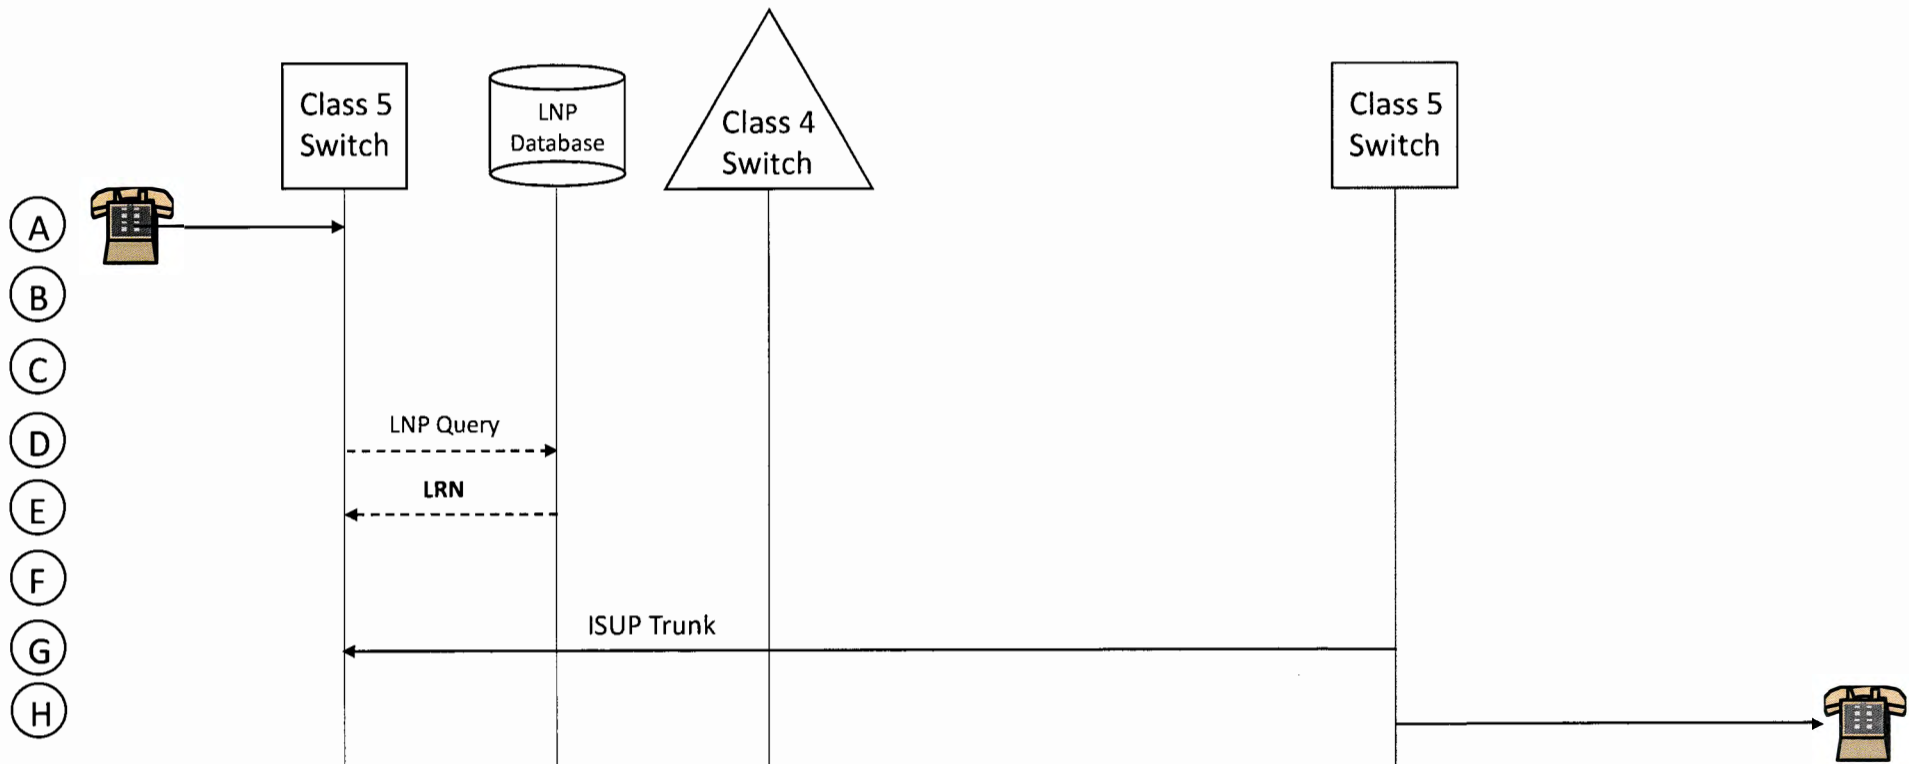 Class 5
Switch
LNP
Database
Class 4
Switch
Class 5
Switch
A
B
C
D
LNP Query
E
LRN
F
G
ISUP Trunk
H